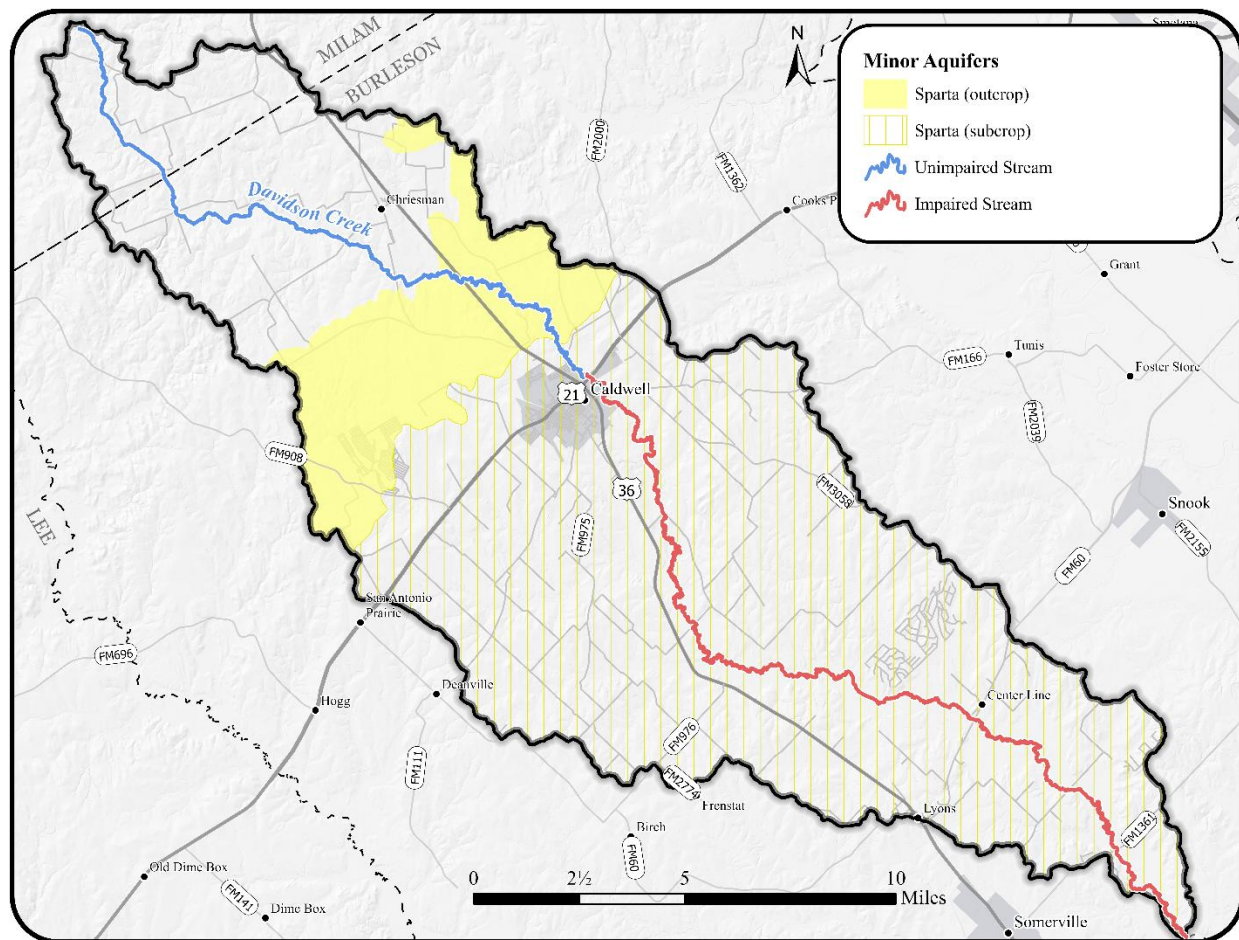 MILAM
BURLESON
N
Smetana
Minor Aquifers
Sparta (outcrop)
Sparta (subcrop)
Unimpaired Stream
Impaired Stream
FM2000
FM1362
Chriesman
Cooks P
Davidson Creek
Grant
Tunis
FM166
Foster Store
Caldwell
21
FM2039
FM908
36
FM3058
Snook
LEE
FM975
FM2155
FM60
San Antonio
Prairie
FM696
Deanville
Center Line
Hogg
FM976
FM111
FM2774
Frenstat
Lyons
Birch
FM1361
FM60
Old Dime Box
0 2½ 5 10
Miles
FM141
Dime Box
Somerville